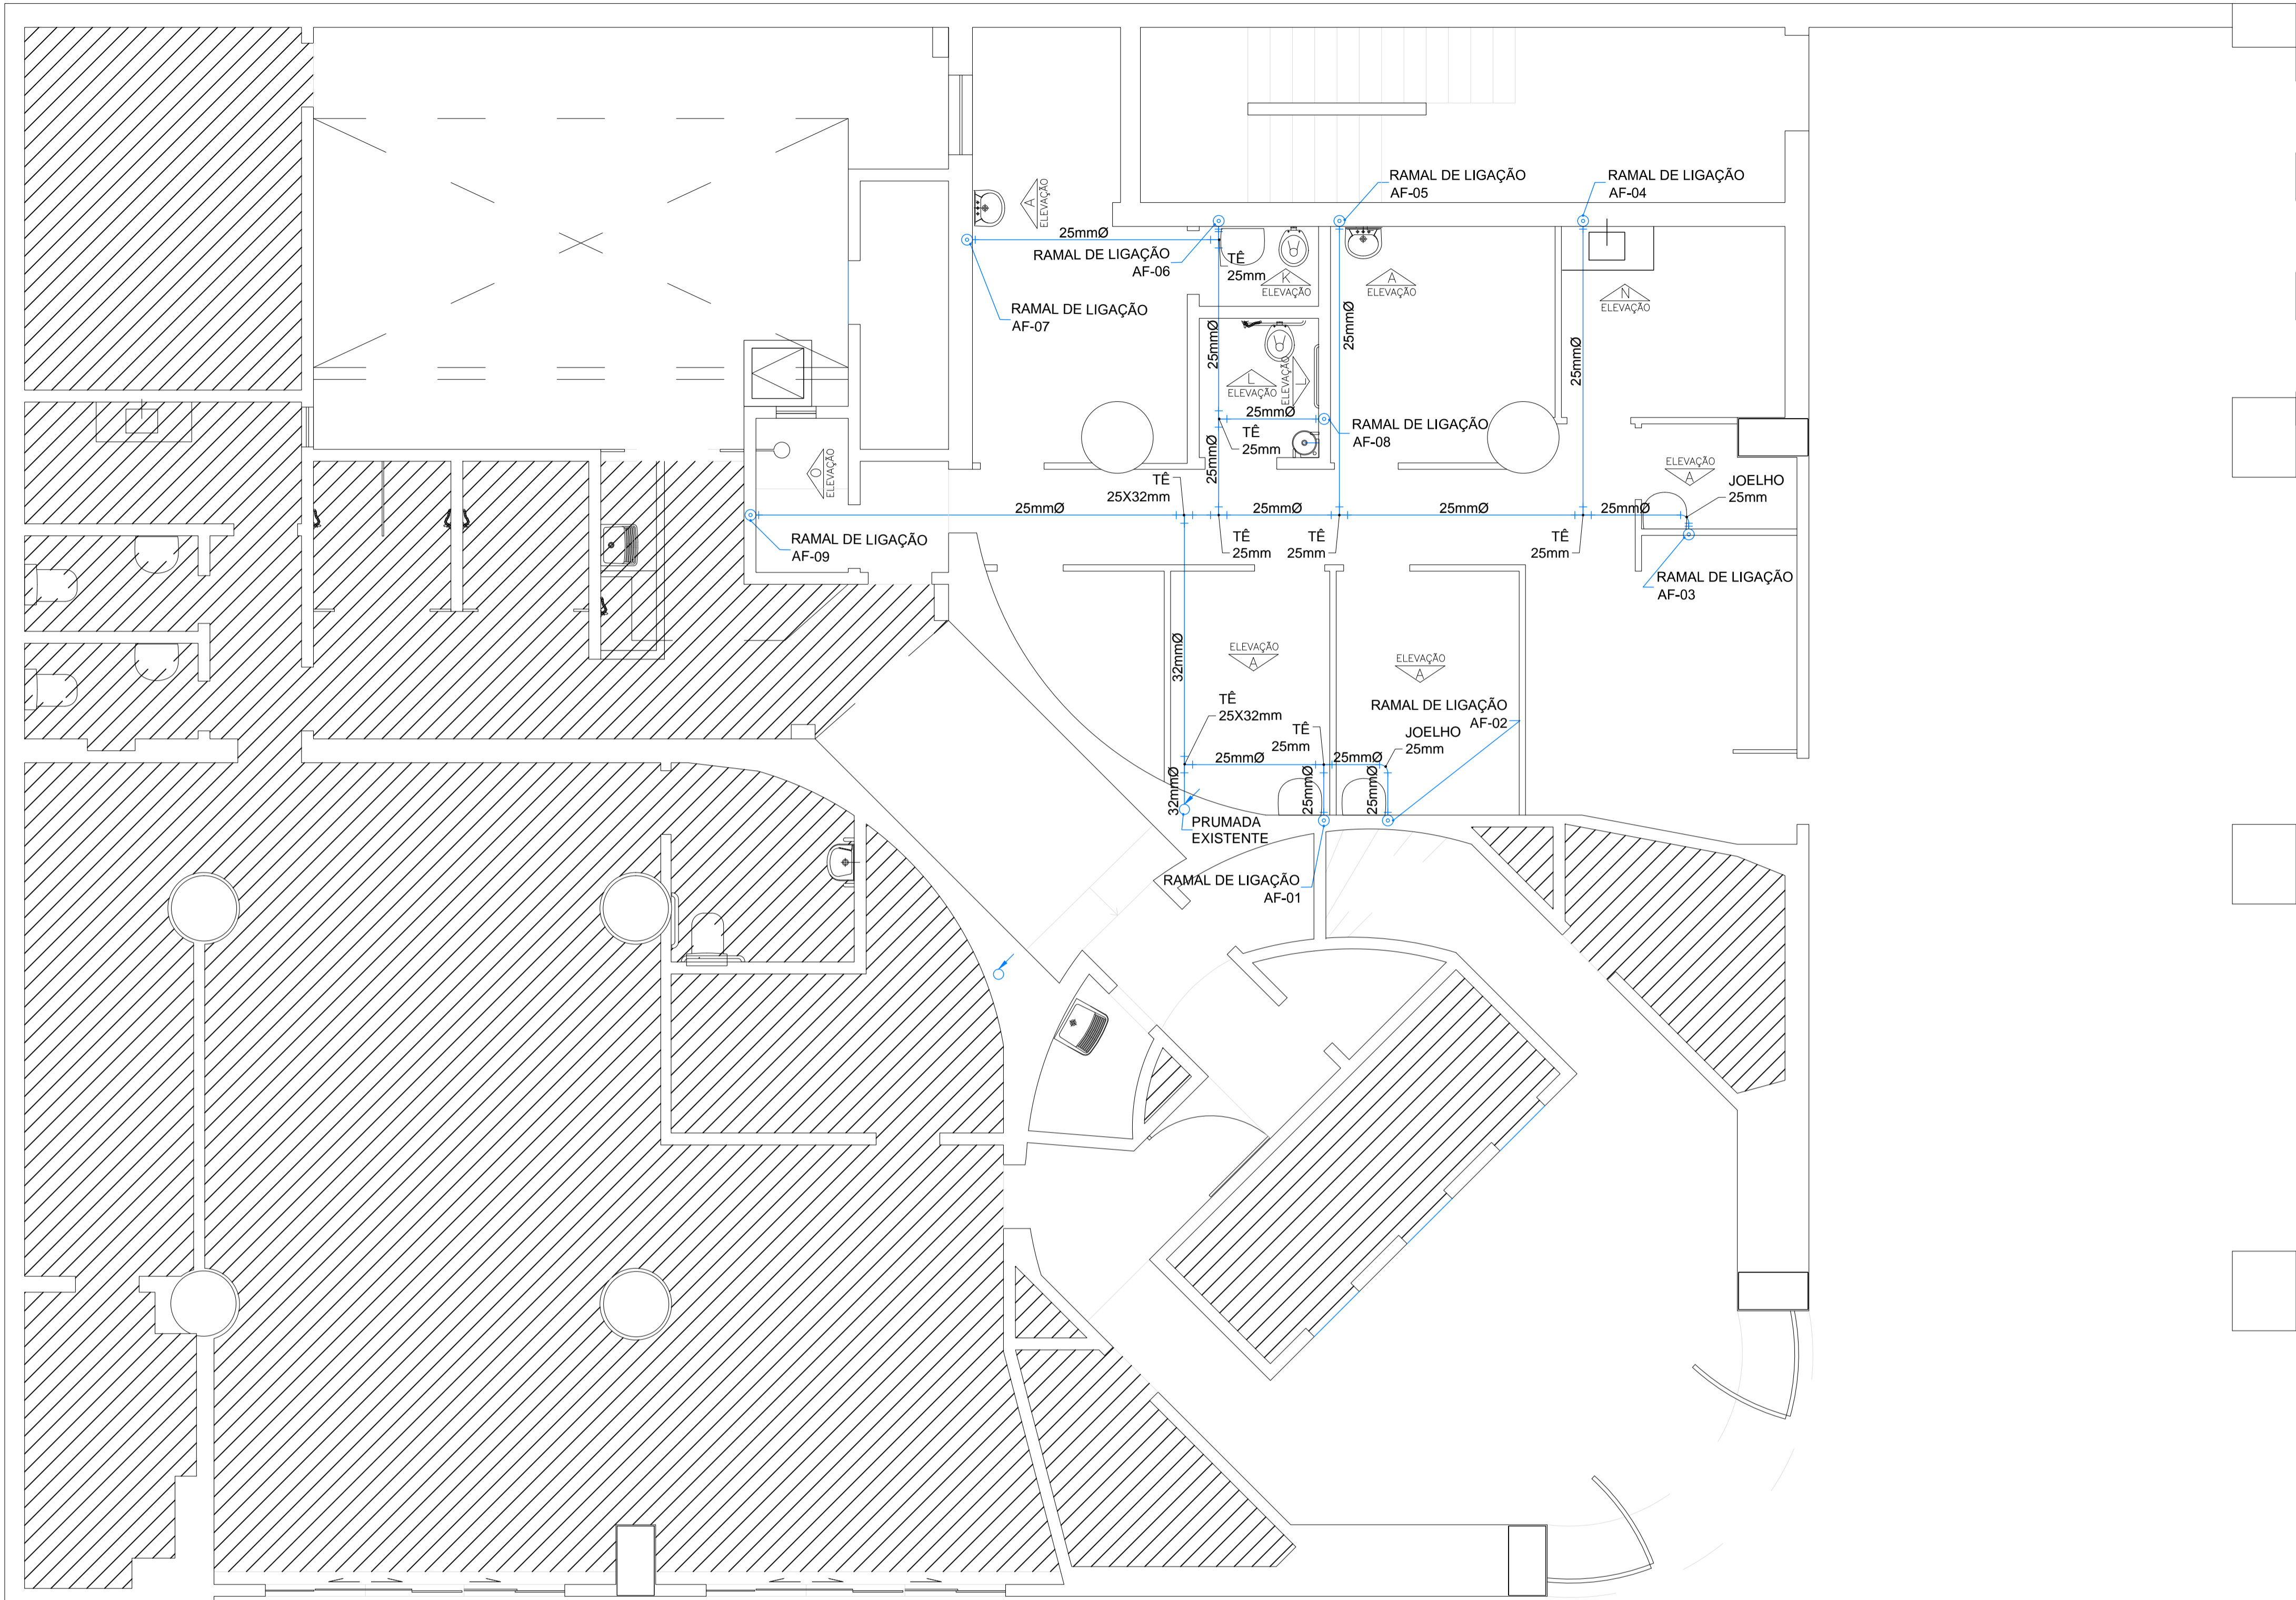 RAMAL DE LIGAÇÃO
AF-05
RAMAL DE LIGAÇÃO
AF-04
A
ELEVAÇÃO
25mmØ
RAMAL DE LIGAÇÃO
AF-06
TÊ
25mm
K
ELEVAÇÃO
A
ELEVAÇÃO
N
ELEVAÇÃO
RAMAL DE LIGAÇÃO
AF-07
25mmØ
25mmØ
25mmØ
L
ELEVAÇÃO
L
ELEVAÇÃO
25mmØ
RAMAL DE LIGAÇÃO
AF-08
TÊ
25mm
25mmØ
O
ELEVAÇÃO
ELEVAÇÃO
A
JOELHO
25mm
TÊ
25X32mm
25mmØ
25mmØ
25mmØ
25mmØ
RAMAL DE LIGAÇÃO
AF-09
TÊ
25mm
TÊ
25mm
TÊ
25mm
RAMAL DE LIGAÇÃO
AF-03
32mmØ
ELEVAÇÃO
A
ELEVAÇÃO
A
TÊ
25X32mm
RAMAL DE LIGAÇÃO
AF-02
TÊ
25mm
JOELHO
25mm
25mmØ
25mmØ
32mmØ
25mmØ
25mmØ
PRUMADA
EXISTENTE
RAMAL DE LIGAÇÃO
AF-01